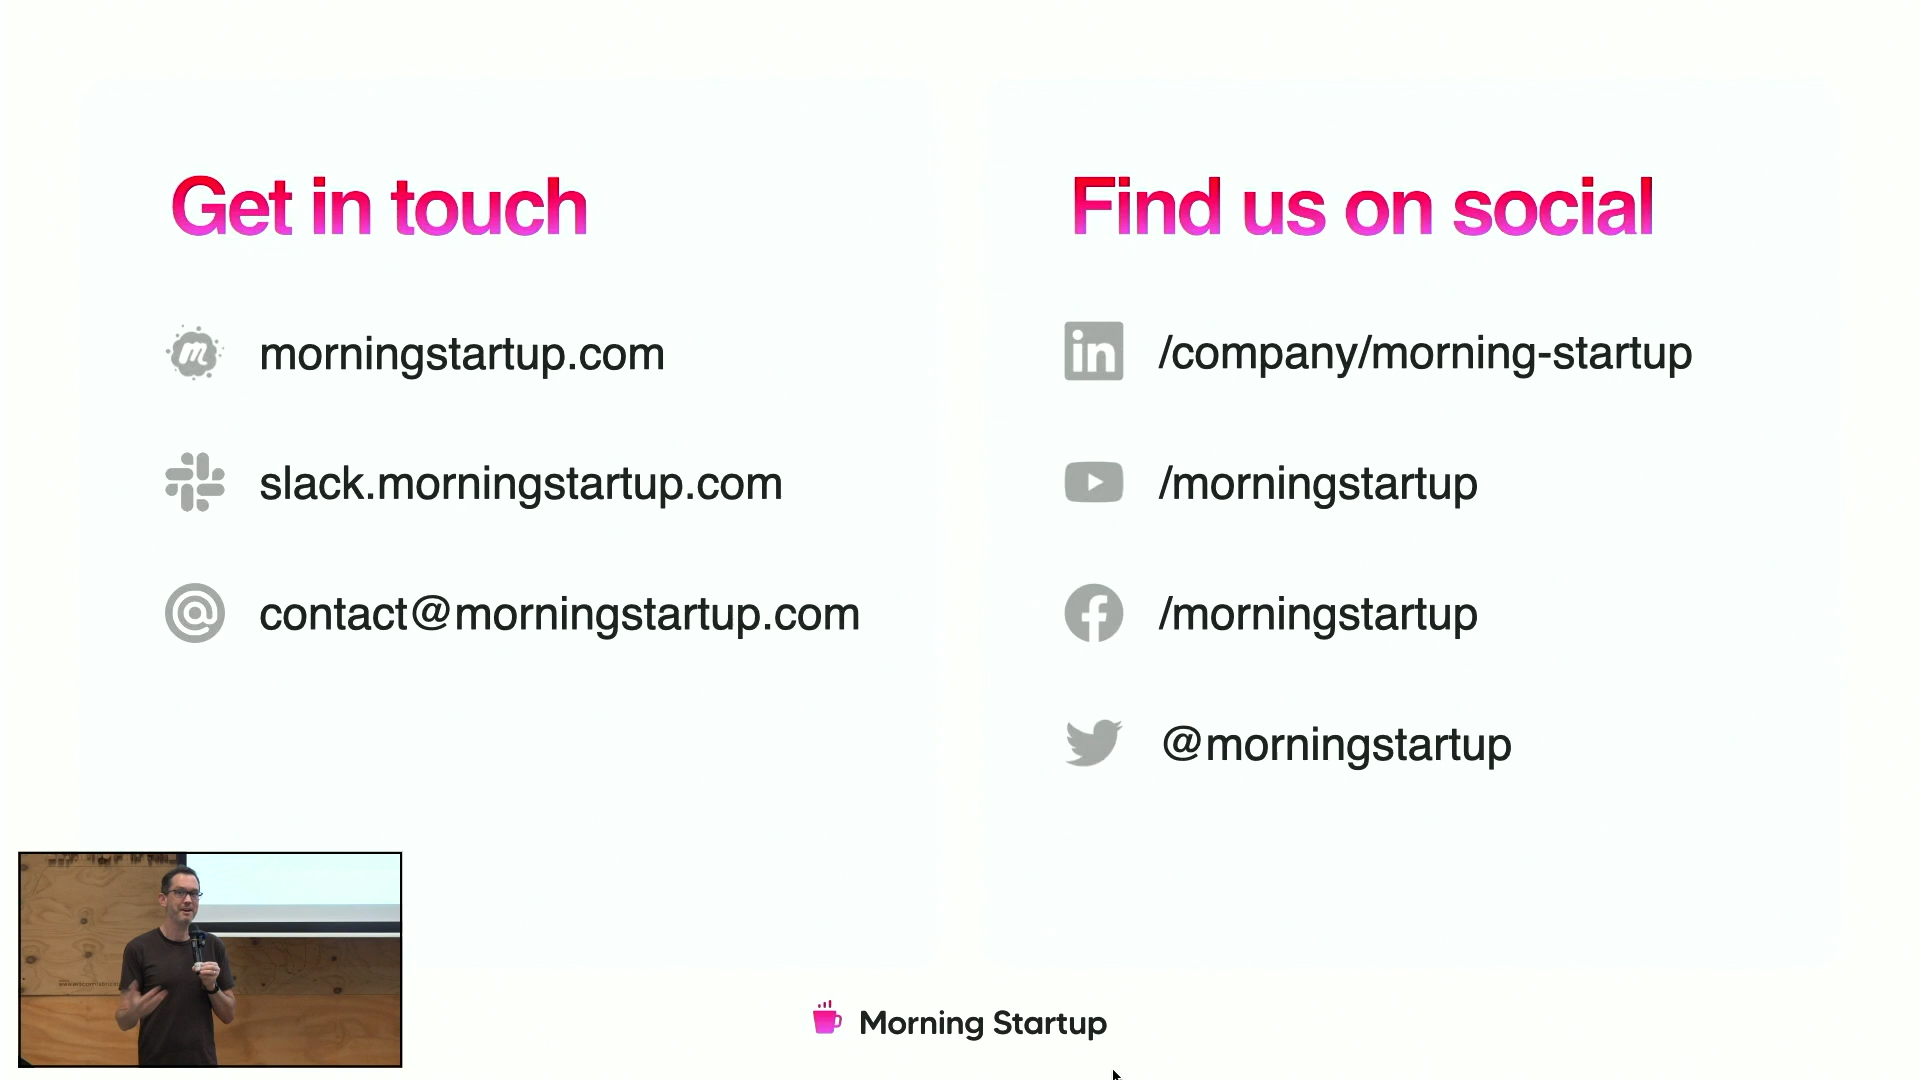 Get in touch
morningstartup.com
slack.morningstartup.com
contact@morningstartup.com
Find us on social
/company/morning-startup
/morningstartup
/morningstartup
@morningstartup
Morning Startup